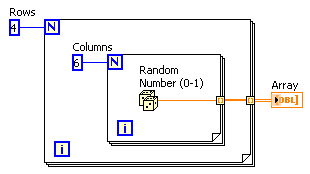 Rows
4
N
Columns
6
N
Random
Number (0-1)
Array
DBL]
i
i